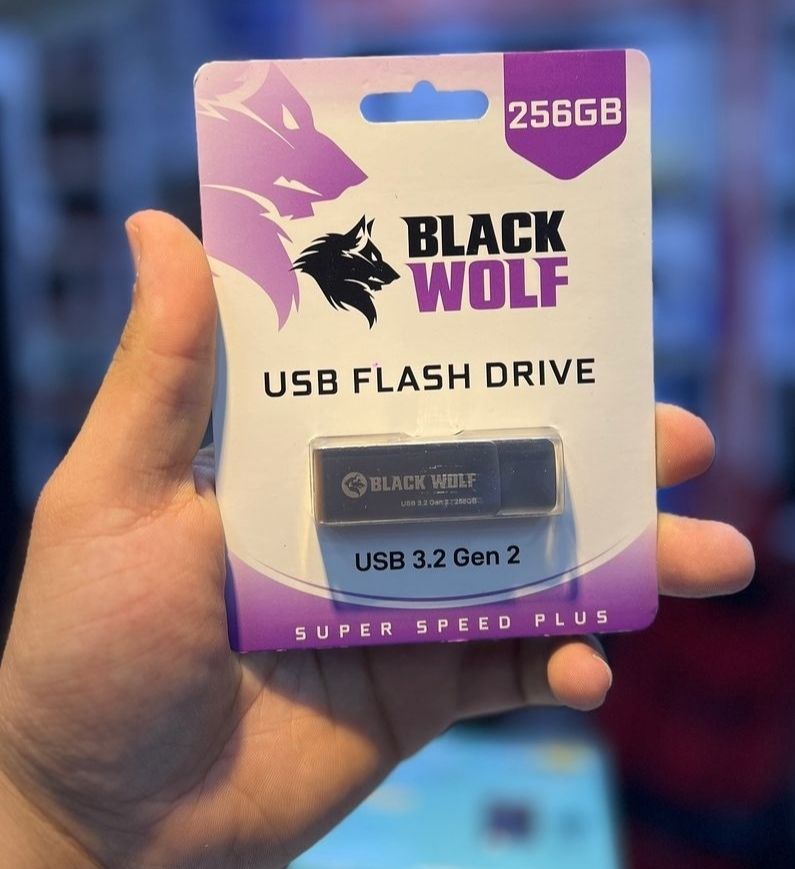 256GB
BLACK
WOLF
USB FLASH DRIVE
BLACK WOLF
USB 3.2 Gen 2 256GB
USB 3.2 Gen 2
SUPER SPEED PLUS